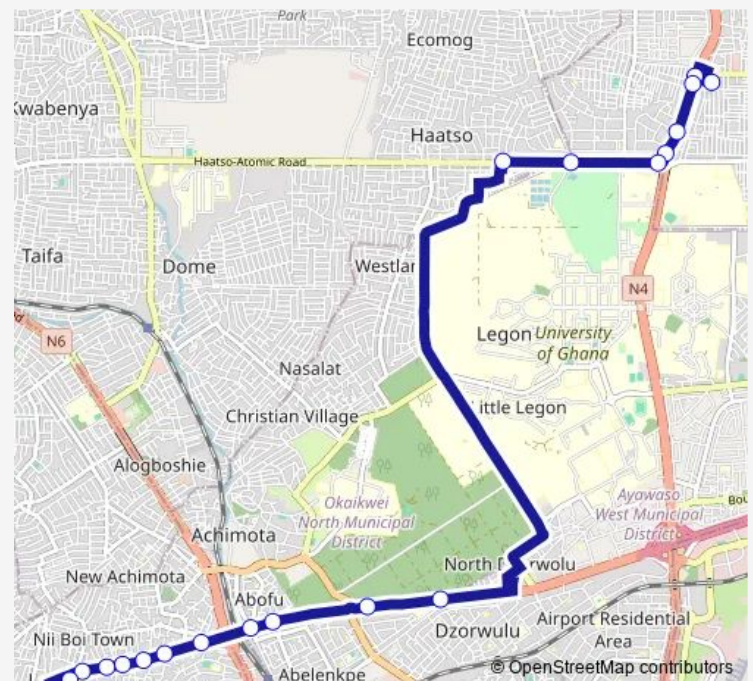 Park
Ecomog
Kwabenya
Haatso
Haatso-Atomic Road
Taifa
Dome
N4
N6
Legon University
of Ghana
Nasalat
Little Legon
Christian Village
Alogboshie
Okaikwei
North Municipal
District
Ayawaso
West Municipal
District
Achimota
North
New Achimota
Abofu
Nii Boi Town
Dzorwulu
Airport Residential
Area
Abelenkpe
© OpenStreetMap contributors